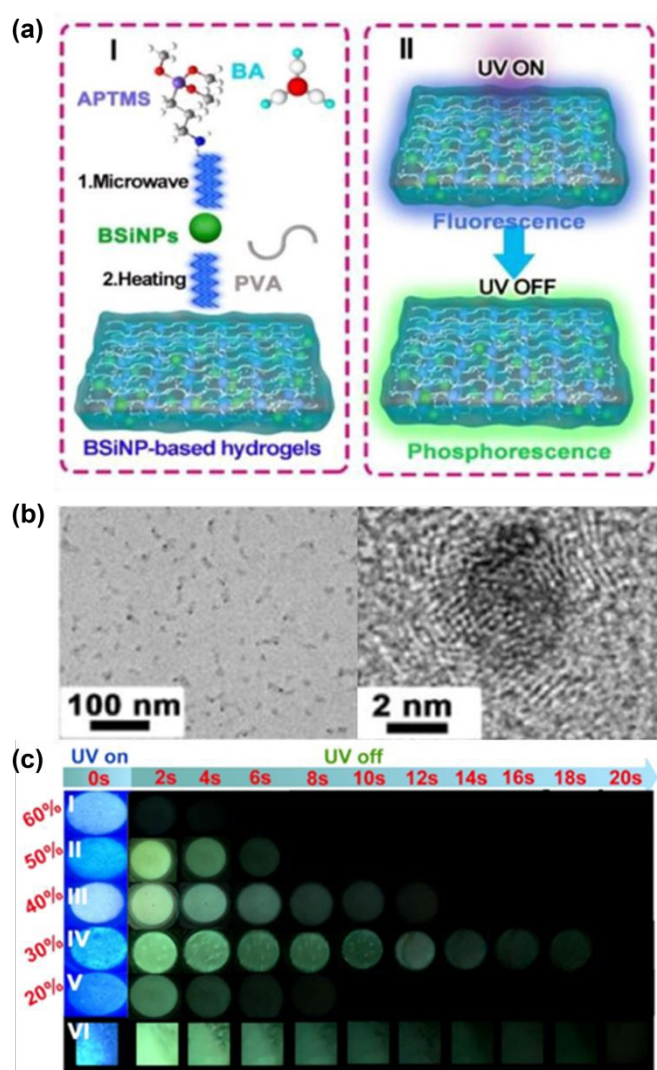 (a)
I
BA
APTMS
1.Microwave
BSiNPs
2.Heating
PVA
BSiNP-based hydrogels
II
UV ON
Fluorescence
UV OFF
Phosphorescence
(b)
100 nm
2 nm
(c)
UV on
UV off
0s 2s 4s 6s 8s 10s 12s 14s 16s 18s 20s
60% I
50% II
40% III
30% IV
20% V
VI